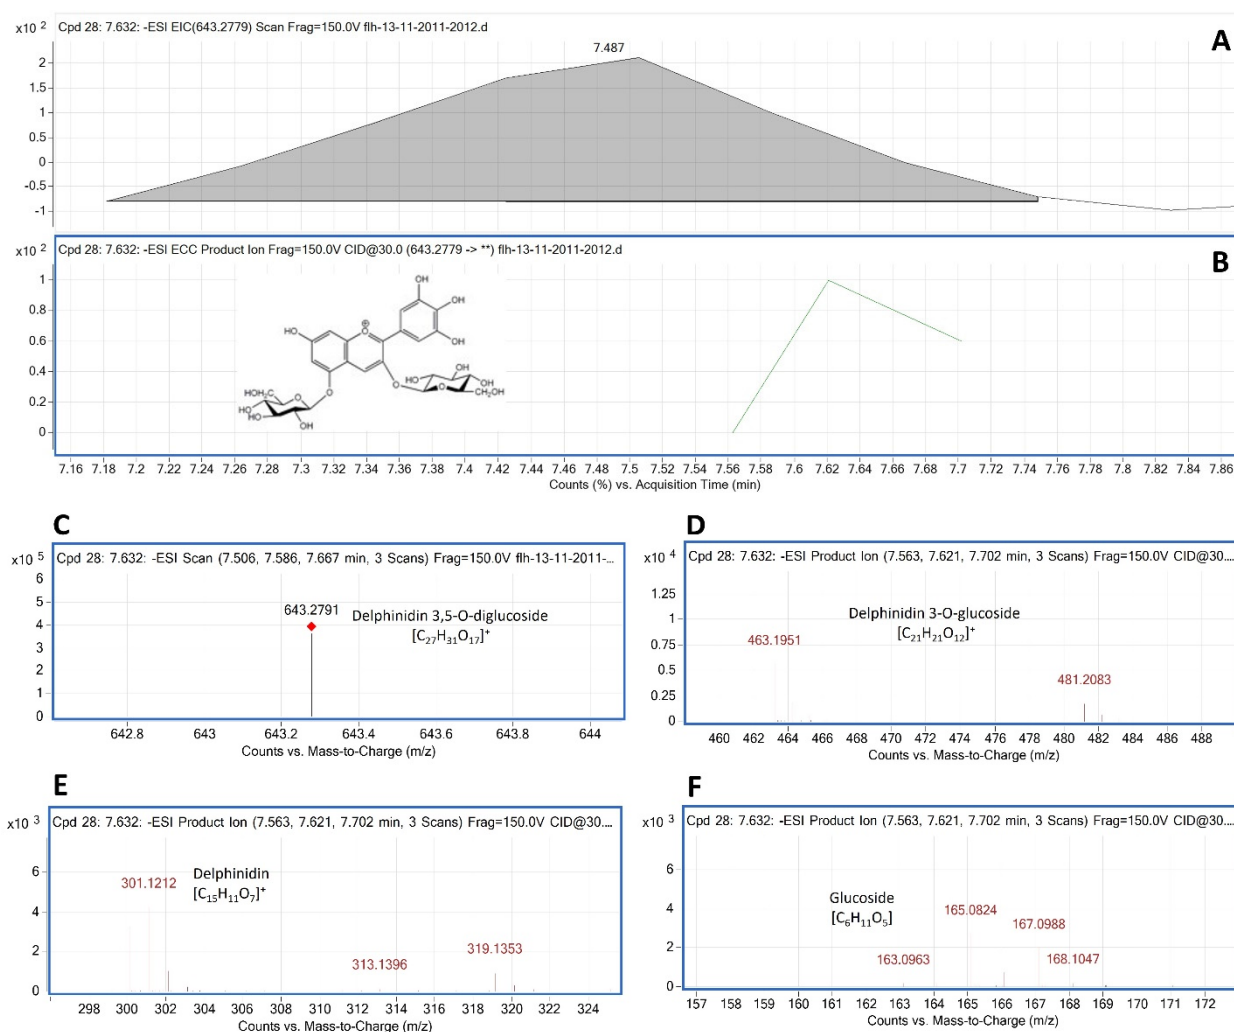 Cpd 28: 7.632: -ESI EIC(643.2779) Scan Frag=150.0V flh-13-11-2011-2012.d
A
x10 2
7.487
2
1.5
1
0.5
0
-0.5
-1
Cpd 28: 7.632: -ESI ECC Product Ion Frag=150.0V CID@30.0 (643.2779 -> **) flh-13-11-2011-2012.d
B
x10 2
1
0.8
0.6
0.4
0.2
0
OH
OH
HO
O
⊕
OH
HOH₂C
O
HO
HO
OH
O
HO
OH
HO
OH
O
O
CH₂OH
7.16 7.18 7.2 7.22 7.24 7.26 7.28 7.3 7.32 7.34 7.36 7.38 7.4 7.42 7.44 7.46 7.48 7.5 7.52 7.54 7.56 7.58 7.6 7.62 7.64 7.66 7.68 7.7 7.72 7.74 7.76 7.78 7.8 7.82 7.84 7.86
Counts (%) vs. Acquisition Time (min)
C
x10 5
Cpd 28: 7.632: -ESI Scan (7.506, 7.586, 7.667 min, 3 Scans) Frag=150.0V flh-13-11-2011-...
6
5
4
3
2
1
0
643.2791
Delphinidin 3,5-O-diglucoside
[C₂₇H₃₁O₁₇]⁺
642.8 643 643.2 643.4 643.6 643.8 644
Counts vs. Mass-to-Charge (m/z)
D
x10 4
Cpd 28: 7.632: -ESI Product Ion (7.563, 7.621, 7.702 min, 3 Scans) Frag=150.0V CID@30....
1.25
1
0.75
0.5
0.25
0
Delphinidin 3-O-glucoside
[C₂₁H₂₁O₁₂]⁺
463.1951
481.2083
460 462 464 466 468 470 472 474 476 478 480 482 484 486 488
Counts vs. Mass-to-Charge (m/z)
E
x10 3
Cpd 28: 7.632: -ESI Product Ion (7.563, 7.621, 7.702 min, 3 Scans) Frag=150.0V CID@30....
6
4
2
0
Delphinidin
[C₁₅H₁₁O₇]⁺
301.1212
313.1396
319.1353
298 300 302 304 306 308 310 312 314 316 318 320 322 324
Counts vs. Mass-to-Charge (m/z)
F
x10 3
Cpd 28: 7.632: -ESI Product Ion (7.563, 7.621, 7.702 min, 3 Scans) Frag=150.0V CID@30....
6
4
2
0
Glucoside
[C₆H₁₁O₅]
165.0824
167.0988
163.0963
168.1047
157 158 159 160 161 162 163 164 165 166 167 168 169 170 171 172
Counts vs. Mass-to-Charge (m/z)